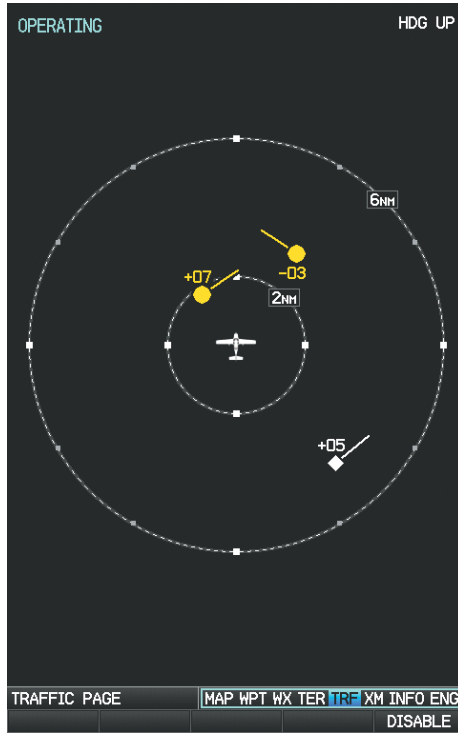 OPERATING
HDG UP
6NM
-03
+07
2NM
+05
TRAFFIC PAGE
MAP WPT WX TER TRF XM INFO ENG
DISABLE